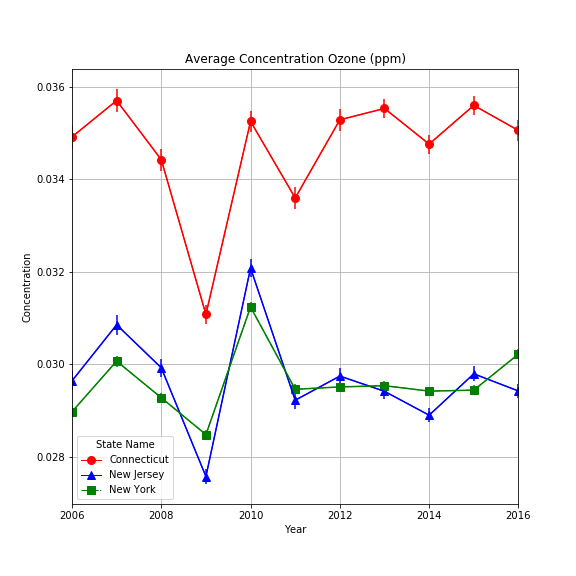 Average Concentration Ozone (ppm)
0.036
0.034
0.032
0.030
0.028
Concentration
State Name
Connecticut
New Jersey
New York
2006 2008 2010 2012 2014 2016
Year